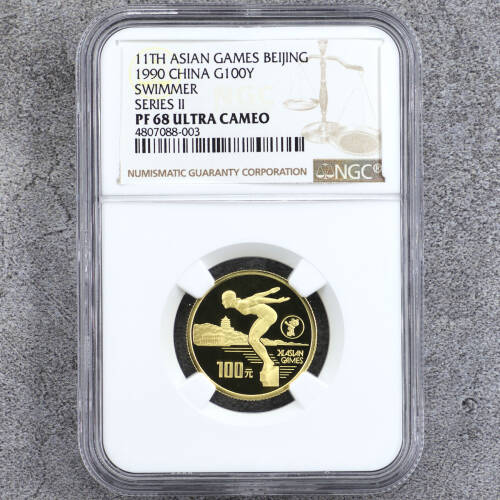 11TH ASIAN GAMES BEIJING
1990 CHINA G100Y
SWIMMER
SERIES II
PF 68 ULTRA CAMEO
4807088-003
NUMISMATIC GUARANTY CORPORATION
NGC®
XI ASIAN
GAMES
100元